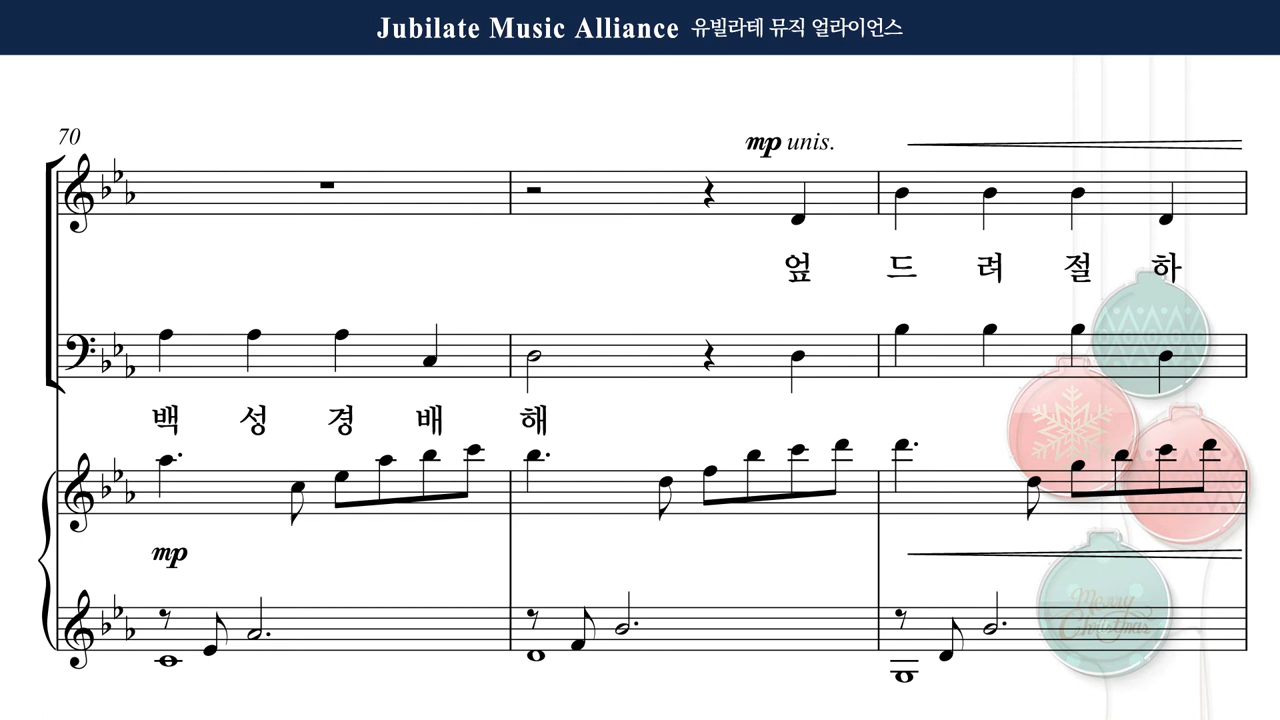 Jubilate Music Alliance 유빌라테 뮤직 얼라이언스
70
mp unis.
엎 드 려 절 하
백 성 경 배 해
mp
Merry Christmas